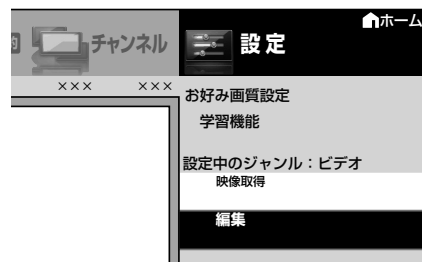 ホーム
チャンネル
設定
××× ×××
お好み画質設定
学習機能
設定中のジャンル：ビデオ
映像取得
編集